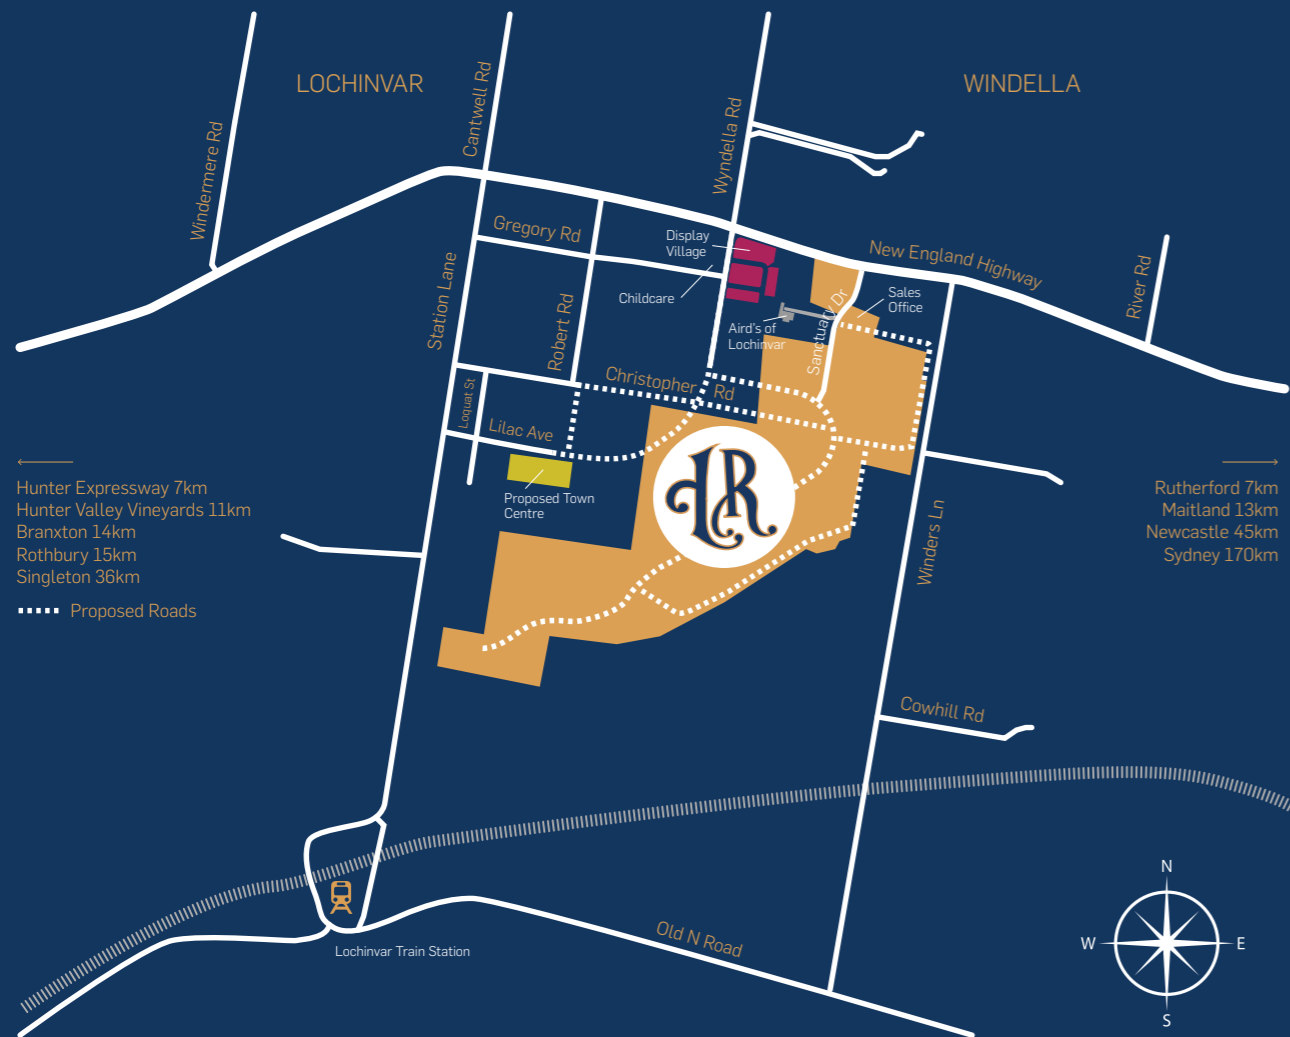 LOCHINVAR
WINDELLA
Windermere Rd
Cantwell Rd
Wyndella Rd
Gregory Rd
Display
Village
New England Highway
River Rd
Station Lane
Robert Rd
Childcare
Sales
Office
Sanctuary Dr
Aird's of
Lochinvar
Christopher Rd
Loquat St
Lilac Ave
LR
Proposed Town
Centre
Hunter Expressway 7km
Hunter Valley Vineyards 11km
Branxton 14km
Rothbury 15km
Singleton 36km
Proposed Roads
Rutherford 7km
Maitland 13km
Newcastle 45km
Sydney 170km
Winders Ln
Cowhill Rd
Lochinvar Train Station
Old N Road
N
W
E
S